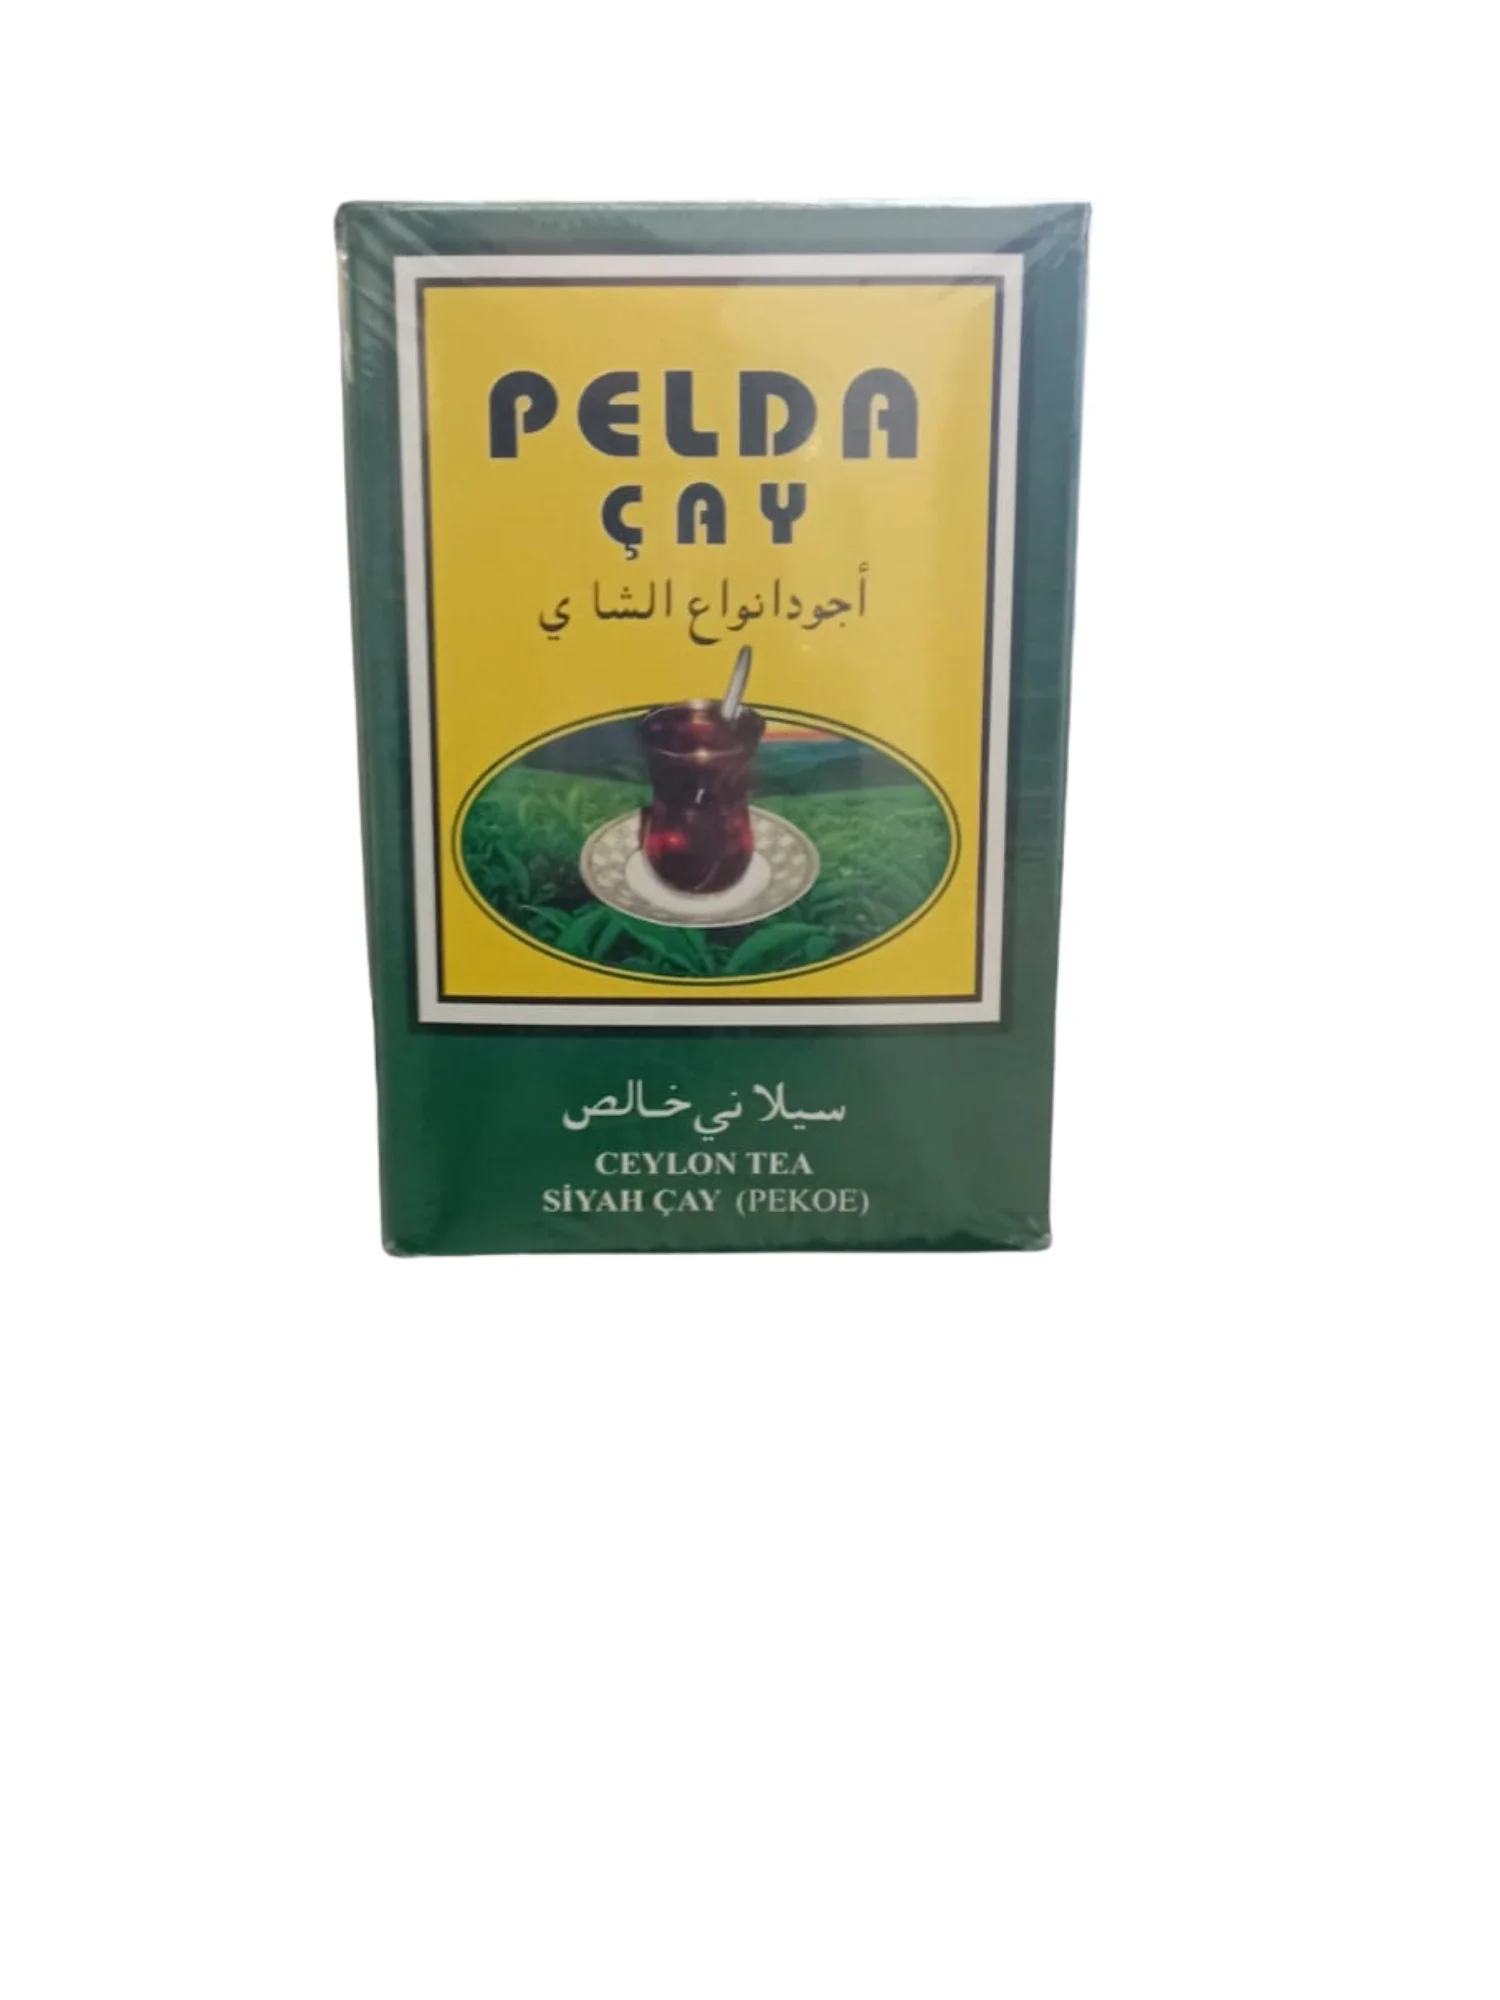 PELDA
ÇAY
أجودانواع الشا ي
سيلا ني خالص
CEYLON TEA
SİYAH ÇAY (PEKOE)